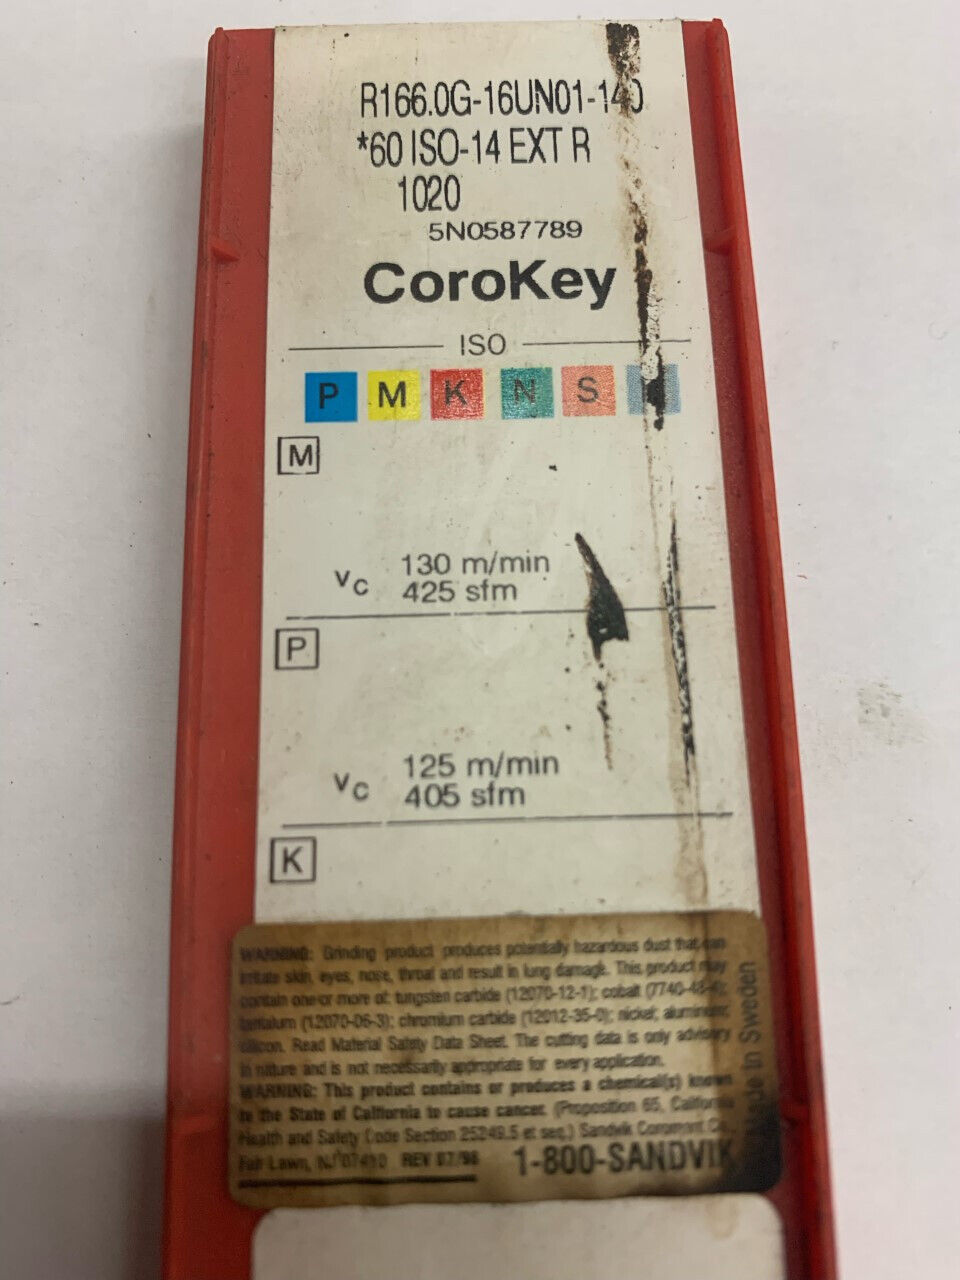 R166.0G-16UN01-140
*60 ISO-14 EXT R
1020
5N0587789
CoroKey
ISO
P M K N S
M
vc 130 m/min
425 sfm
P
vc 125 m/min
405 sfm
K
WARNING: Grinding product produces potentially hazardous dust that can
irritate skin, eyes, nose, throat and result in lung damage. This product may
contain one or more of: tungsten carbide (12070-12-1); cobalt
tantalum (12070-06-3); chromium carbide (12012-35-0); nickel; aluminum;
silicon. Read Material Safety Data Sheet. The cutting data is only advisory
in nature and is not necessarily appropriate for every application.
WARNING: This product contains or produces a chemical(s) known
to the State of California to cause cancer. (Proposition 65, California
Health and Safety Code Section 25249.5 et seq.) Sandvik Coromant Co.,
Fair Lawn, NJ 07410 REV 07/98 1-800-SANDVIK
Made in Sweden